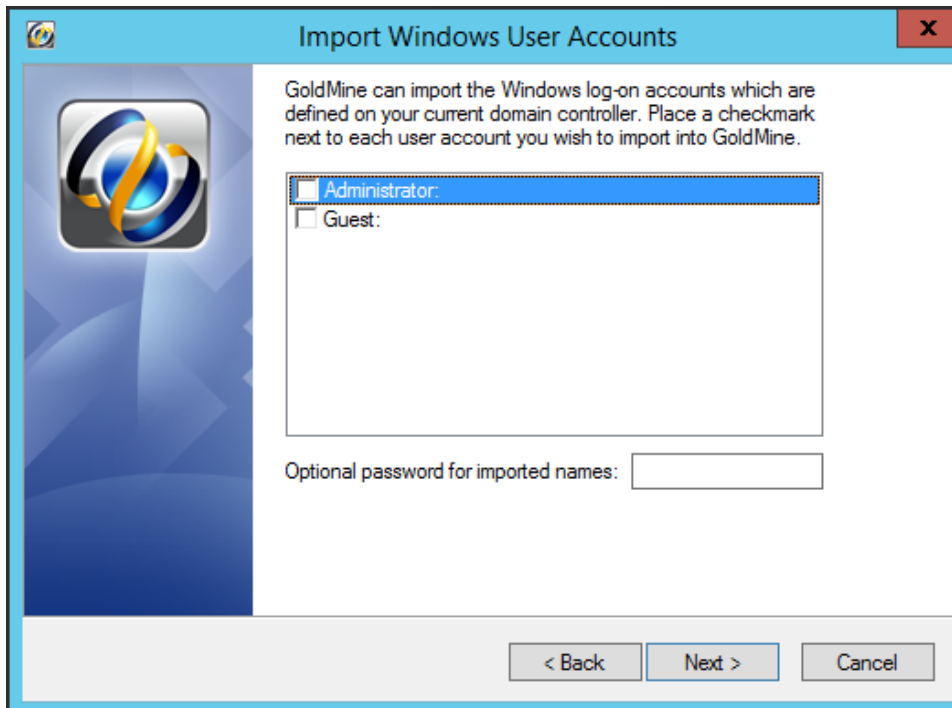 Import Windows User Accounts
x
GoldMine can import the Windows log-on accounts which are
defined on your current domain controller. Place a checkmark
next to each user account you wish to import into GoldMine.
Administrator:
Guest:
Optional password for imported names:
< Back
Next >
Cancel